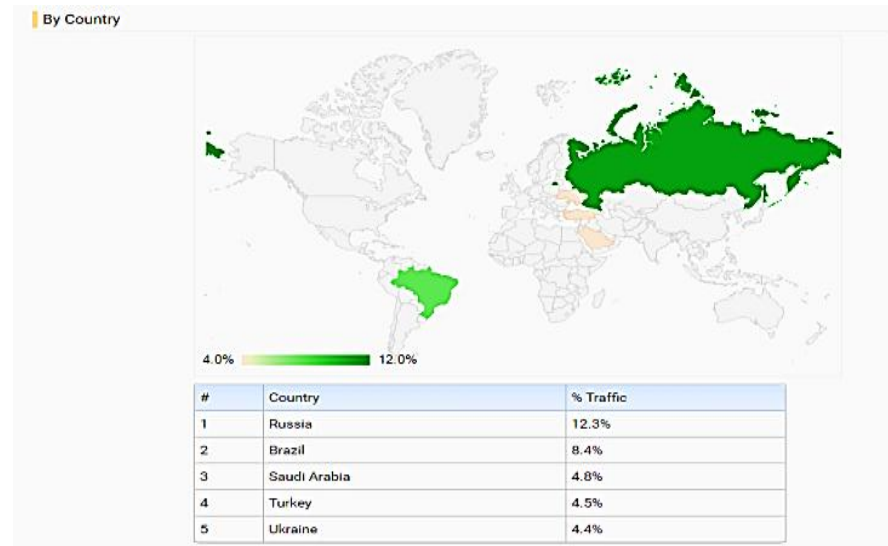 By Country
4.0% 12.0%
# Country % Traffic
1 Russia 12.3%
2 Brazil 8.4%
3 Saudi Arabia 4.8%
4 Turkey 4.5%
5 Ukraine 4.4%